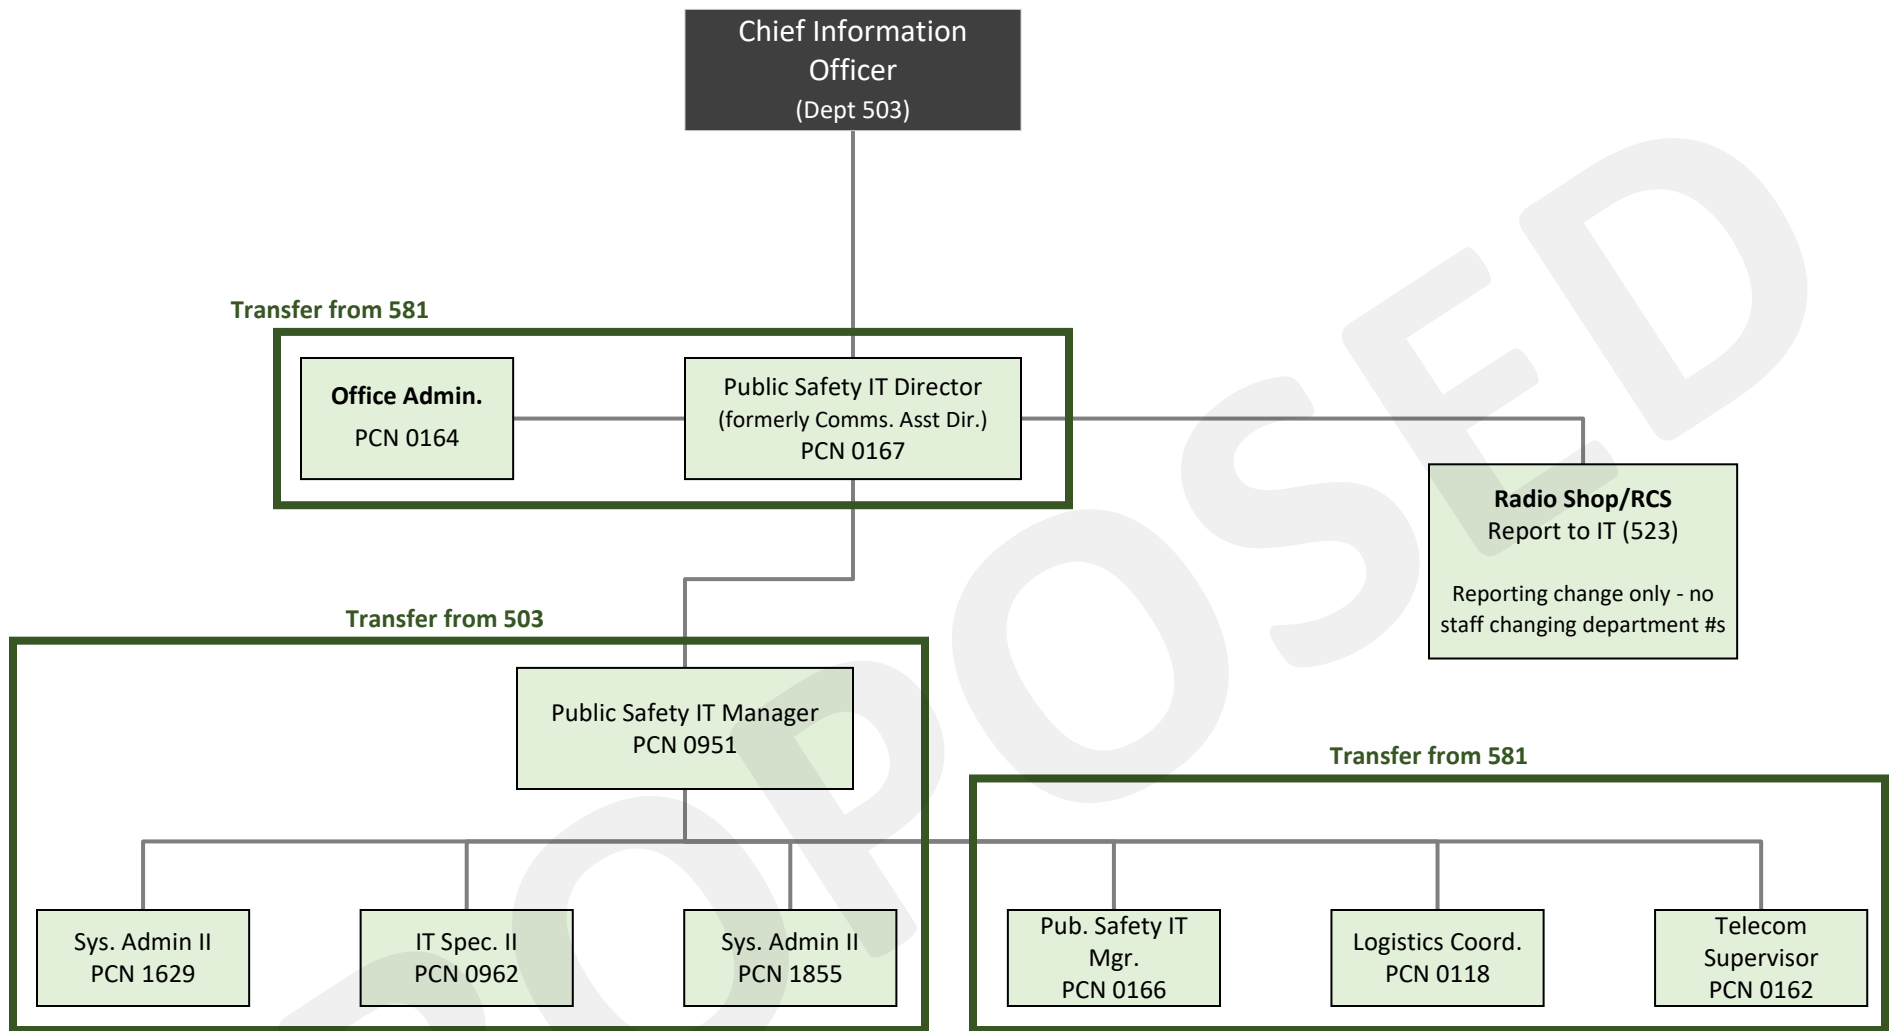 Chief Information
Officer
(Dept 503)
Transfer from 581
Office Admin.
PCN 0164
Public Safety IT Director
(formerly Comms. Asst Dir.)
PCN 0167
Radio Shop/RCS
Report to IT (523)
Reporting change only - no
staff changing department #s
Transfer from 503
Public Safety IT Manager
PCN 0951
Transfer from 581
Sys. Admin II
PCN 1629
IT Spec. II
PCN 0962
Sys. Admin II
PCN 1855
Pub. Safety IT
Mgr.
PCN 0166
Logistics Coord.
PCN 0118
Telecom
Supervisor
PCN 0162
PROPOSED